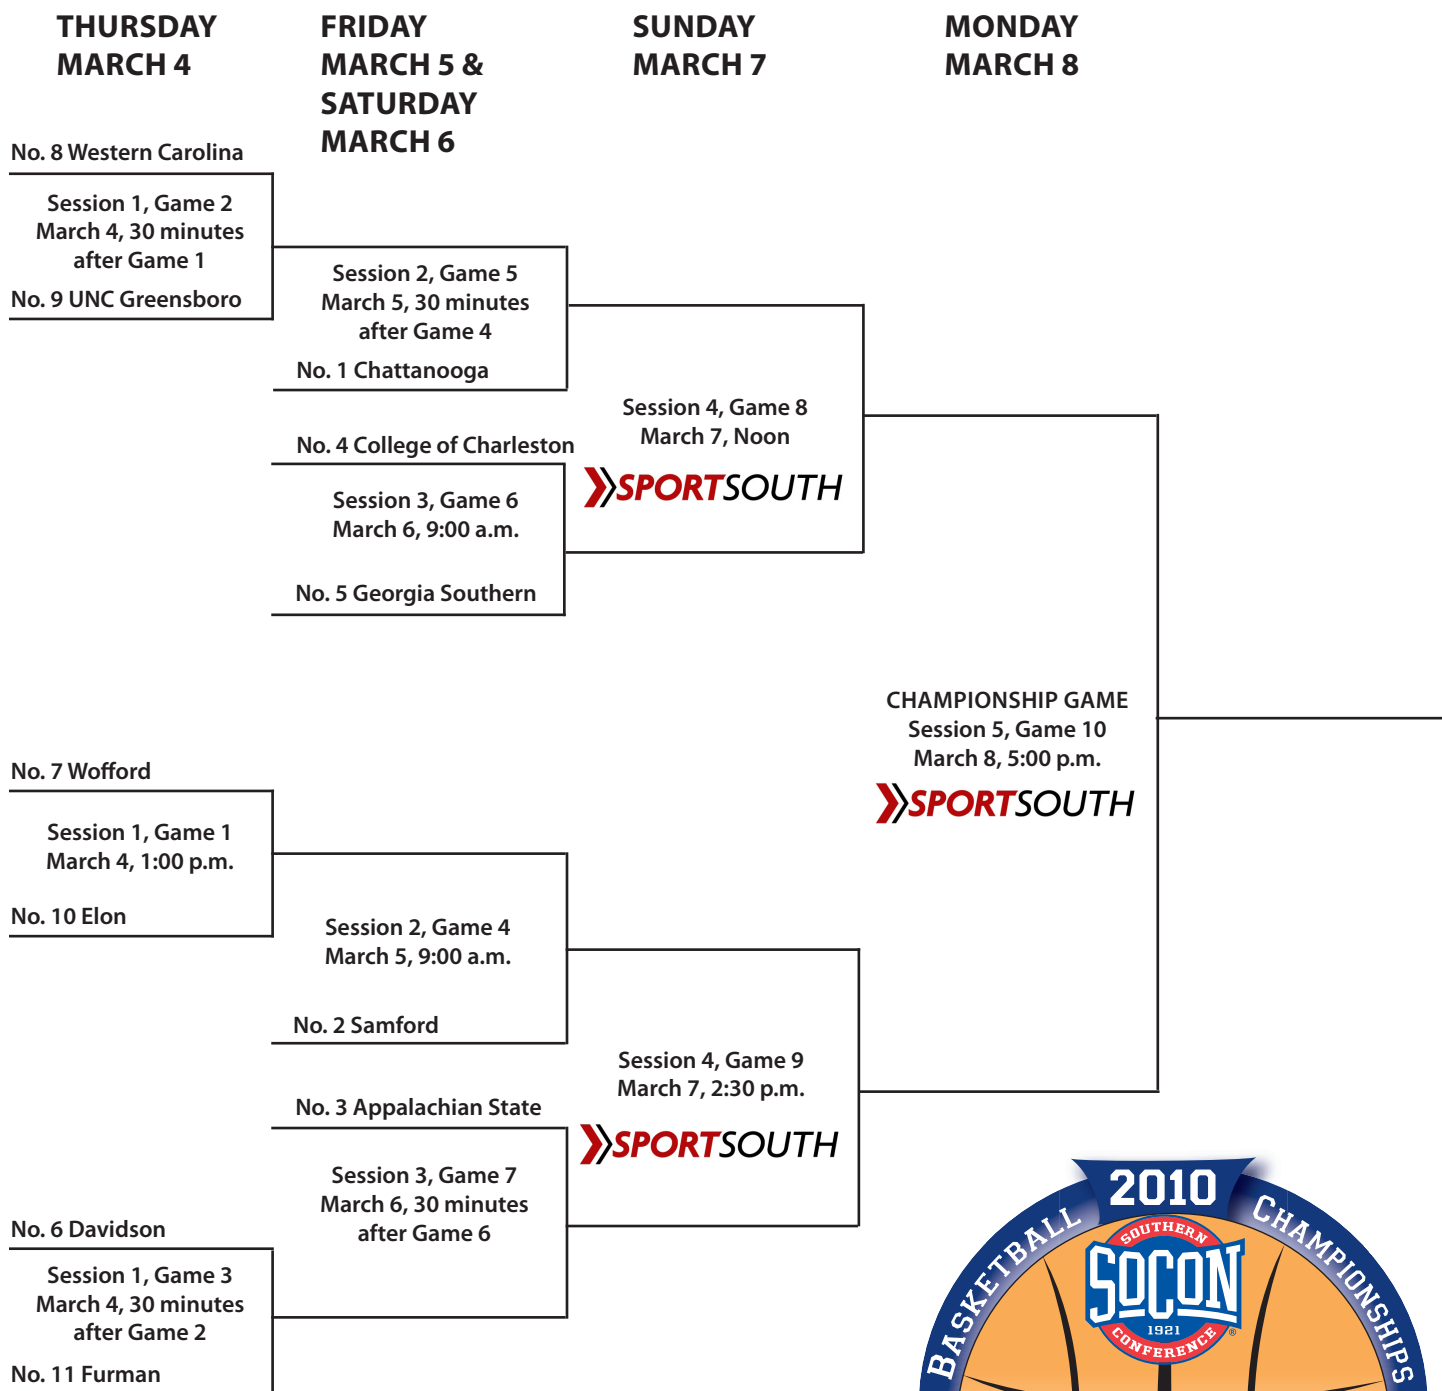 THURSDAY
MARCH 4
FRIDAY
MARCH 5 &
SATURDAY
MARCH 6
SUNDAY
MARCH 7
MONDAY
MARCH 8
No. 8 Western Carolina
Session 1, Game 2
March 4, 30 minutes
after Game 1
No. 9 UNC Greensboro
Session 2, Game 5
March 5, 30 minutes
after Game 4
No. 1 Chattanooga
No. 4 College of Charleston
Session 3, Game 6
March 6, 9:00 a.m.
No. 5 Georgia Southern
Session 4, Game 8
March 7, Noon
SPORTSOUTH
CHAMPIONSHIP GAME
Session 5, Game 10
March 8, 5:00 p.m.
SPORTSOUTH
No. 7 Wofford
Session 1, Game 1
March 4, 1:00 p.m.
No. 10 Elon
Session 2, Game 4
March 5, 9:00 a.m.
No. 2 Samford
No. 3 Appalachian State
Session 3, Game 7
March 6, 30 minutes
after Game 6
Session 4, Game 9
March 7, 2:30 p.m.
SPORTSOUTH
No. 6 Davidson
Session 1, Game 3
March 4, 30 minutes
after Game 2
No. 11 Furman
2010
BASKETBALL CHAMPIONSHIPS
SOUTHERN
SOCON
1921
CONFERENCE
®